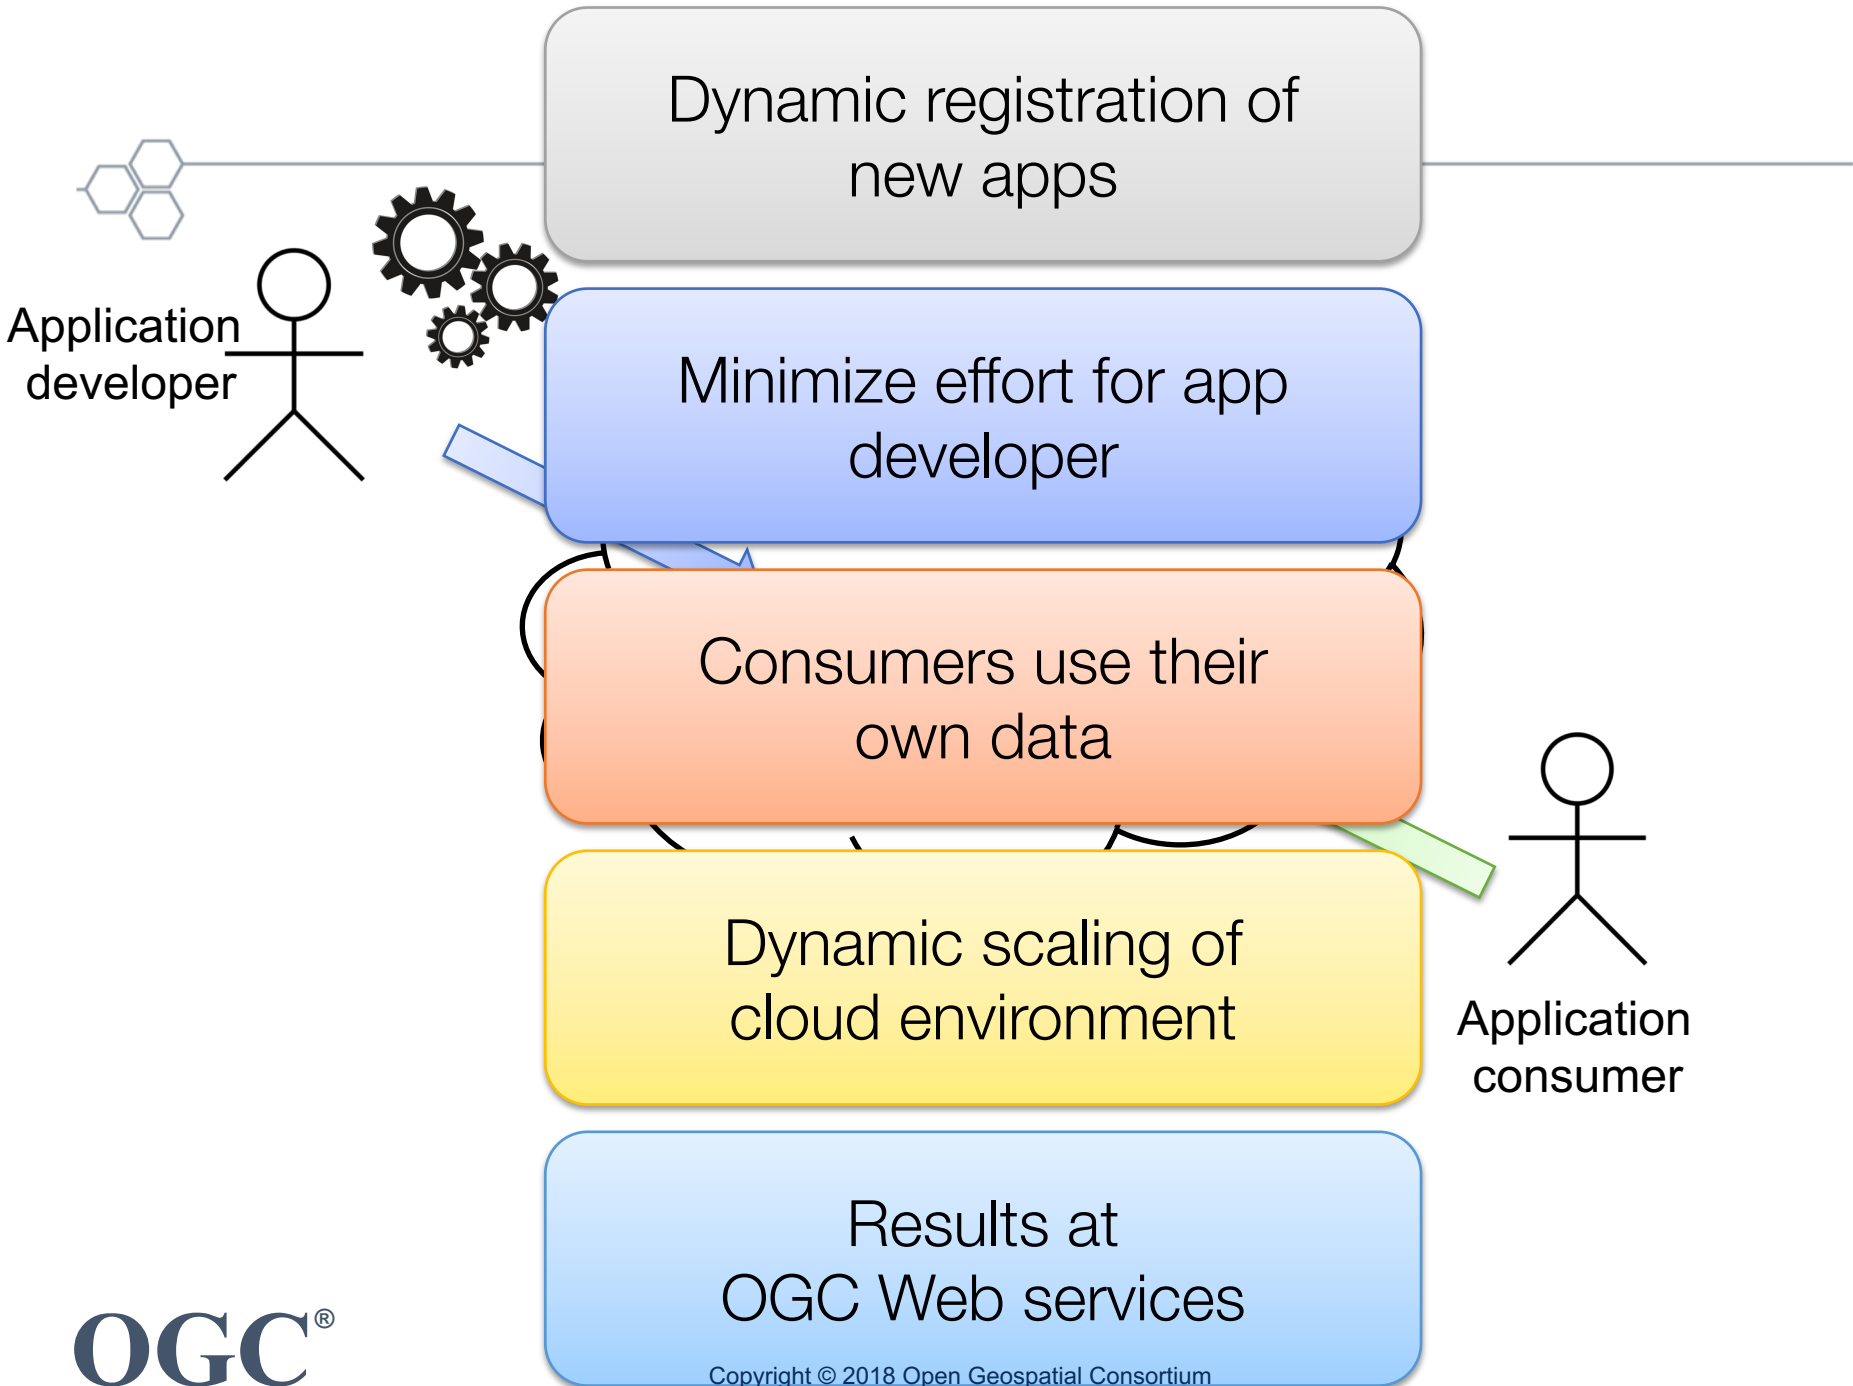 Dynamic registration of
new apps
Application
developer
Minimize effort for app
developer
Consumers use their
own data
Dynamic scaling of
cloud environment
Application
consumer
Results at
OGC Web services
OGC®
Copyright © 2018 Open Geospatial Consortium